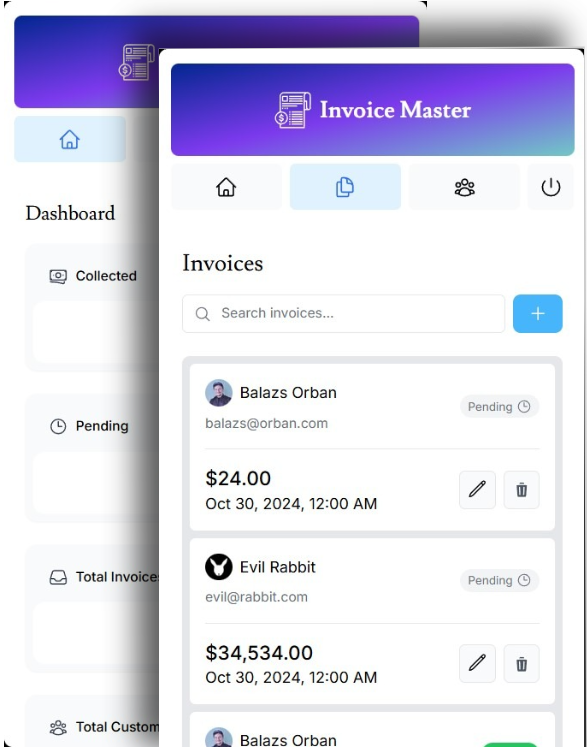 Dashboard
Collected
Pending
Total Invoice
Total Custom
Invoice Master
Invoices
Search invoices...
Balazs Orban
Pending
balazs@orban.com
$24.00
Oct 30, 2024, 12:00 AM
Evil Rabbit
Pending
evil@rabbit.com
$34,534.00
Oct 30, 2024, 12:00 AM
Balazs Orban